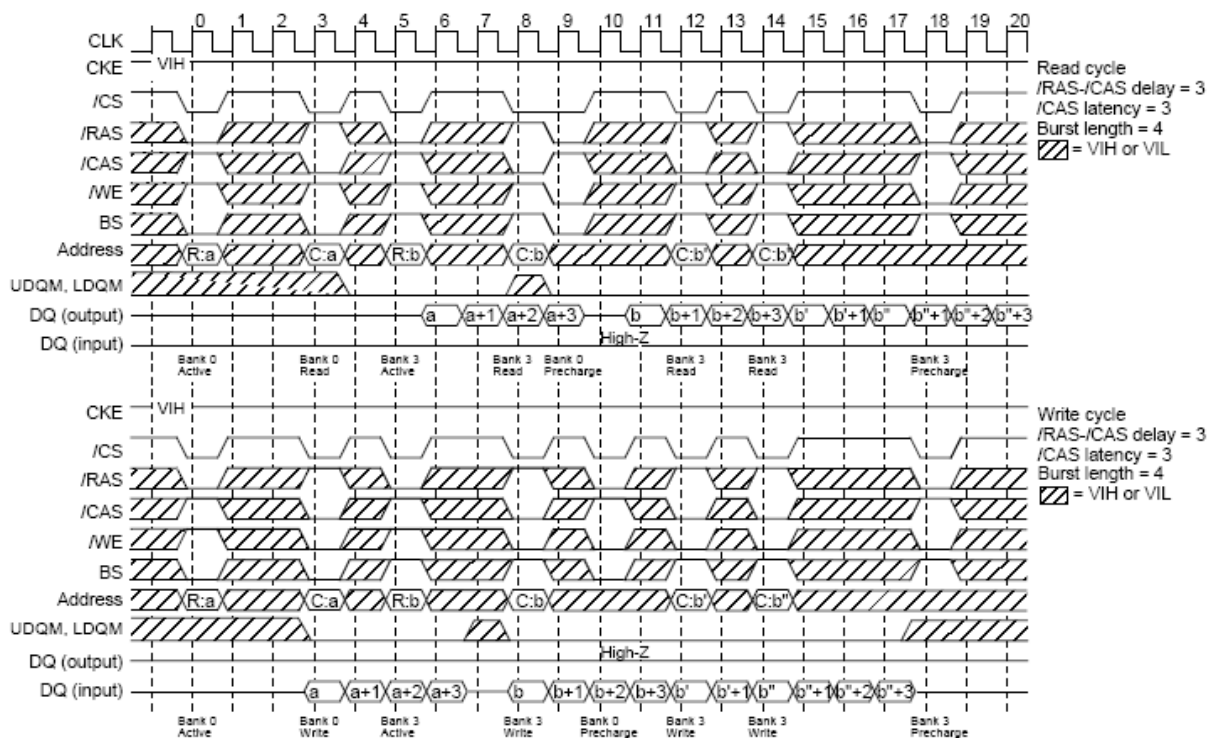 0 1 2 3 4 5 6 7 8 9 10 11 12 13 14 15 16 17 18 19 20
CLK
CKE VIH
/CS
/RAS
/CAS
/WE
BS
Address R:a C:a R:b C:b C:b' C:b"
UDQM, LDQM
DQ (output) a a+1 a+2 a+3 b b+1 b+2 b+3 b' b'+1 b" b"+1 b"+2 b"+3
DQ (input) High-Z
Bank 0 Bank 0 Bank 3 Bank 3 Bank 0 Bank 3 Bank 3 Bank 3
Active Read Active Read Precharge Read Read Precharge
Read cycle
/RAS-/CAS delay = 3
/CAS latency = 3
Burst length = 4
= VIH or VIL
CKE VIH
/CS
/RAS
/CAS
/WE
BS
Address R:a C:a R:b C:b C:b' C:b"
UDQM, LDQM
DQ (output) High-Z
DQ (input) a a+1 a+2 a+3 b b+1 b+2 b+3 b' b'+1 b" b"+1 b"+2 b"+3
Bank 0 Bank 0 Bank 3 Bank 3 Bank 0 Bank 3 Bank 3 Bank 3
Active Write Active Write Precharge Write Write Precharge
Write cycle
/RAS-/CAS delay = 3
/CAS latency = 3
Burst length = 4
= VIH or VIL